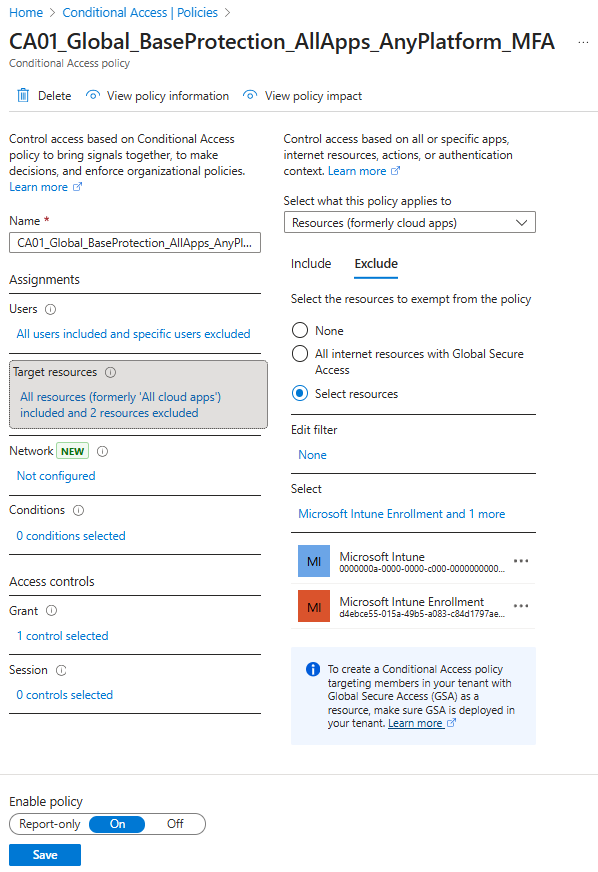 Home > Conditional Access | Policies >
CA01_Global_BaseProtection_AllApps_AnyPlatform_MFA ...
Conditional Access policy
Delete View policy information View policy impact
Control access based on Conditional Access
policy to bring signals together, to make
decisions, and enforce organizational policies.
Learn more
Name *
CA01_Global_BaseProtection_AllApps_AnyPl...
Assignments
Users
All users included and specific users excluded
Target resources
All resources (formerly 'All cloud apps')
included and 2 resources excluded
Network NEW
Not configured
Conditions
0 conditions selected
Access controls
Grant
1 control selected
Session
0 controls selected
Control access based on all or specific apps,
internet resources, actions, or authentication
context. Learn more
Select what this policy applies to
Resources (formerly cloud apps)
Include Exclude
Select the resources to exempt from the policy
None
All internet resources with Global Secure
Access
Select resources
Edit filter
None
Select
Microsoft Intune Enrollment and 1 more
MI
Microsoft Intune
0000000a-0000-0000-c000-0000000000...
MI
Microsoft Intune Enrollment
d4ebce55-015a-49b5-a083-c84d1797ae...
To create a Conditional Access policy
targeting members in your tenant with
Global Secure Access (GSA) as a
resource, make sure GSA is deployed in
your tenant. Learn more
Enable policy
Report-only On Off
Save